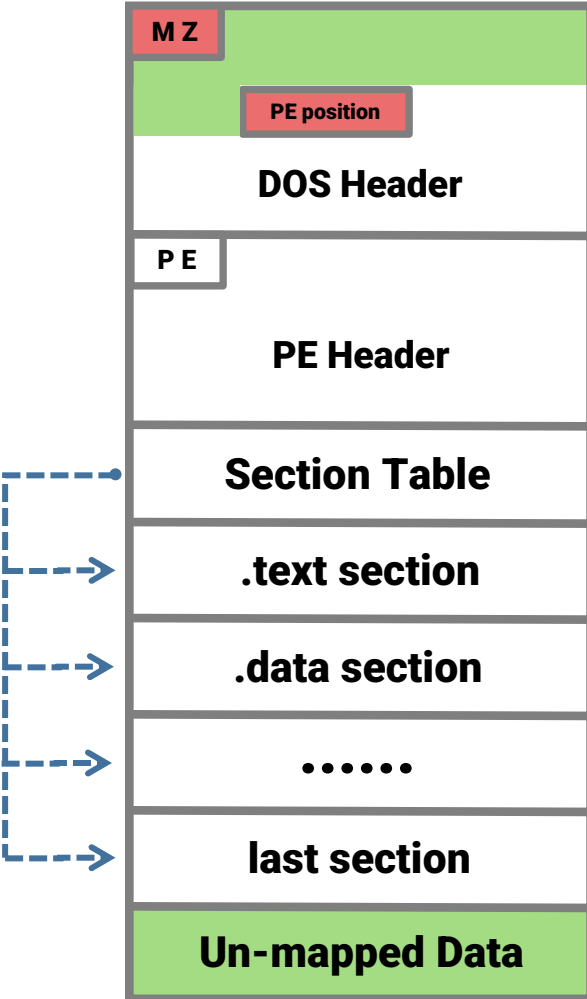 M Z
PE position
DOS Header
P E
PE Header
Section Table
.text section
.data section
......
last section
Un-mapped Data